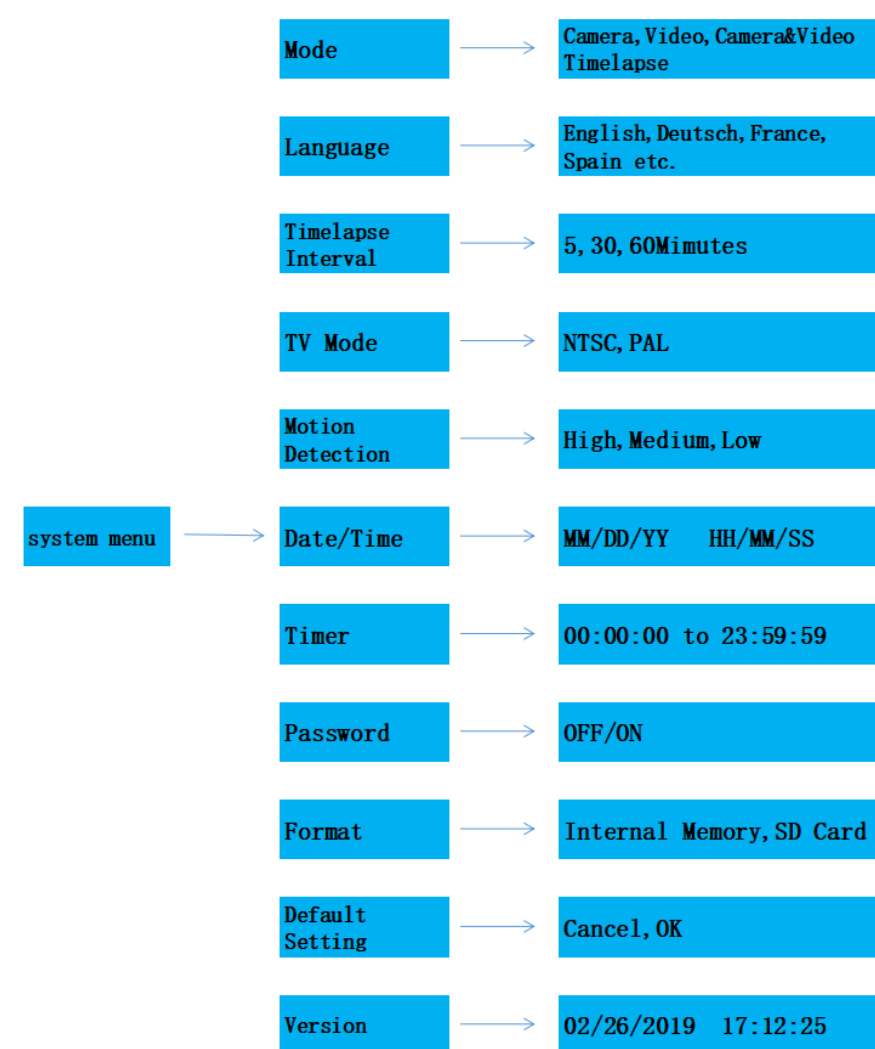 Mode
Camera,Video,Camera&Video
Timelapse
Language
English,Deutsch,France,
Spain etc.
Timelapse
Interval
5,30,60Mimutes
TV Mode
NTSC,PAL
Motion
Detection
High,Medium,Low
system menu
Date/Time
MM/DD/YY   HH/MM/SS
Timer
00:00:00 to 23:59:59
Password
OFF/ON
Format
Internal Memory,SD Card
Default
Setting
Cancel,OK
Version
02/26/2019  17:12:25